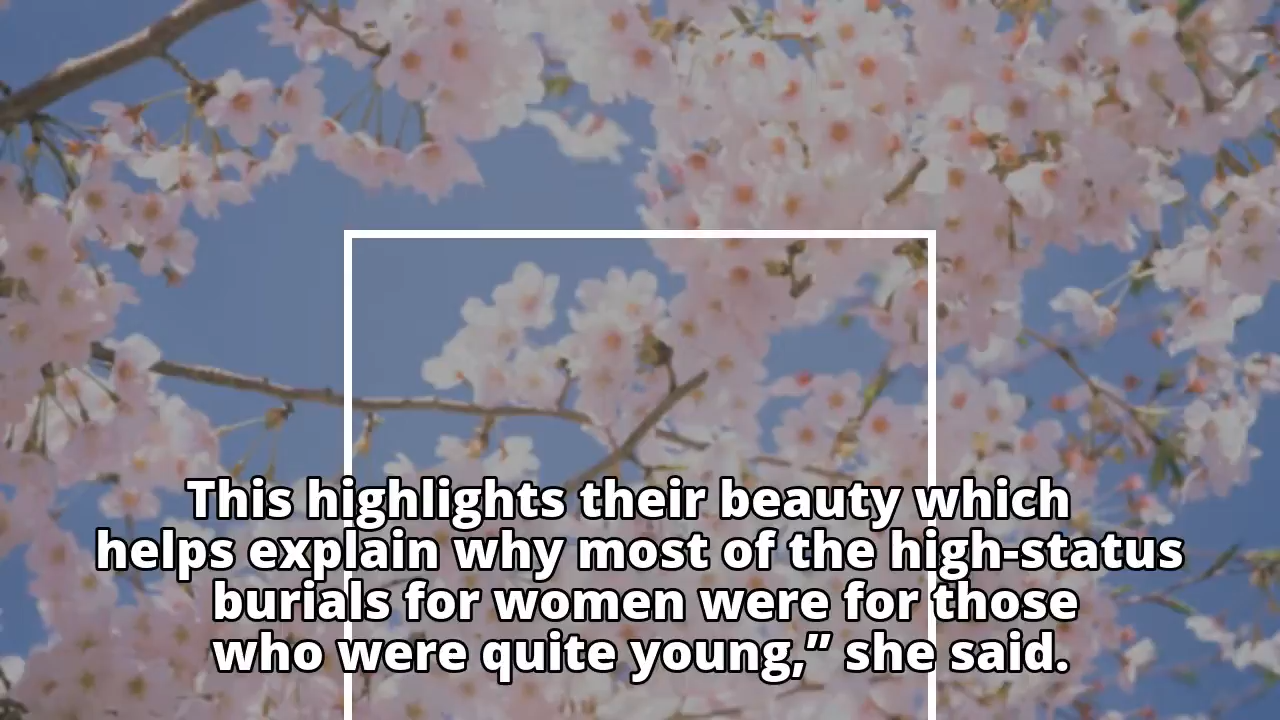 This highlights their beauty which
helps explain why most of the high-status
burials for women were for those
who were quite young,” she said.